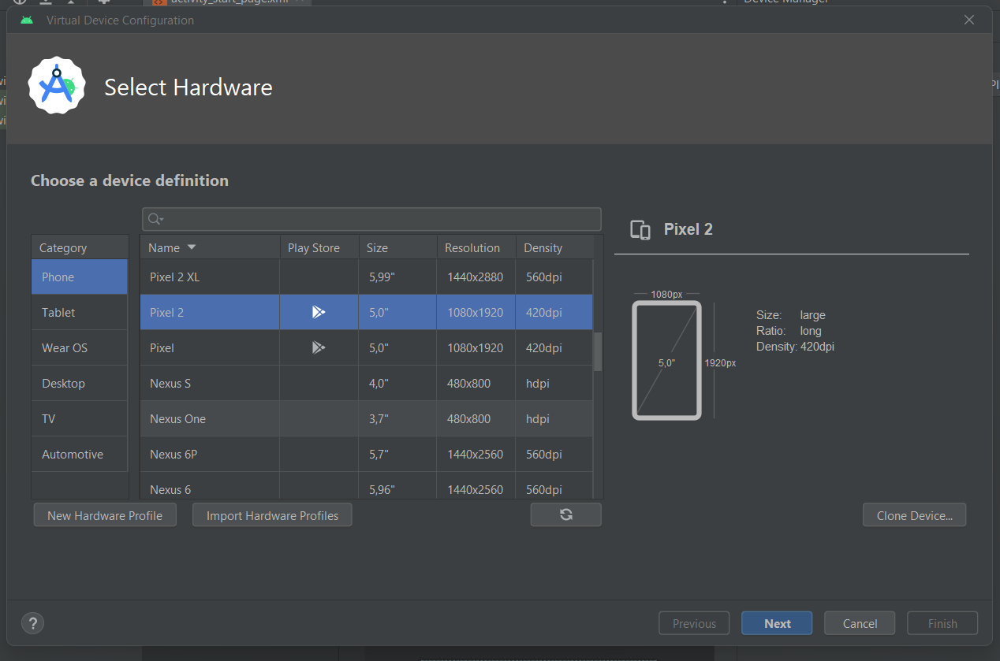 activity_start_page.xml
Device Manager
Virtual Device Configuration
Select Hardware
Choose a device definition
Category
Phone
Tablet
Wear OS
Desktop
TV
Automotive
Name Play Store Size Resolution Density
Pixel 2 XL 5,99" 1440x2880 560dpi
Pixel 2 5,0" 1080x1920 420dpi
Pixel 5,0" 1080x1920 420dpi
Nexus S 4,0" 480x800 hdpi
Nexus One 3,7" 480x800 hdpi
Nexus 6P 5,7" 1440x2560 560dpi
Nexus 6 5,96" 1440x2560 560dpi
Pixel 2
1080px
5,0"
1920px
Size: large
Ratio: long
Density: 420dpi
New Hardware Profile
Import Hardware Profiles
Clone Device...
?
Previous
Next
Cancel
Finish